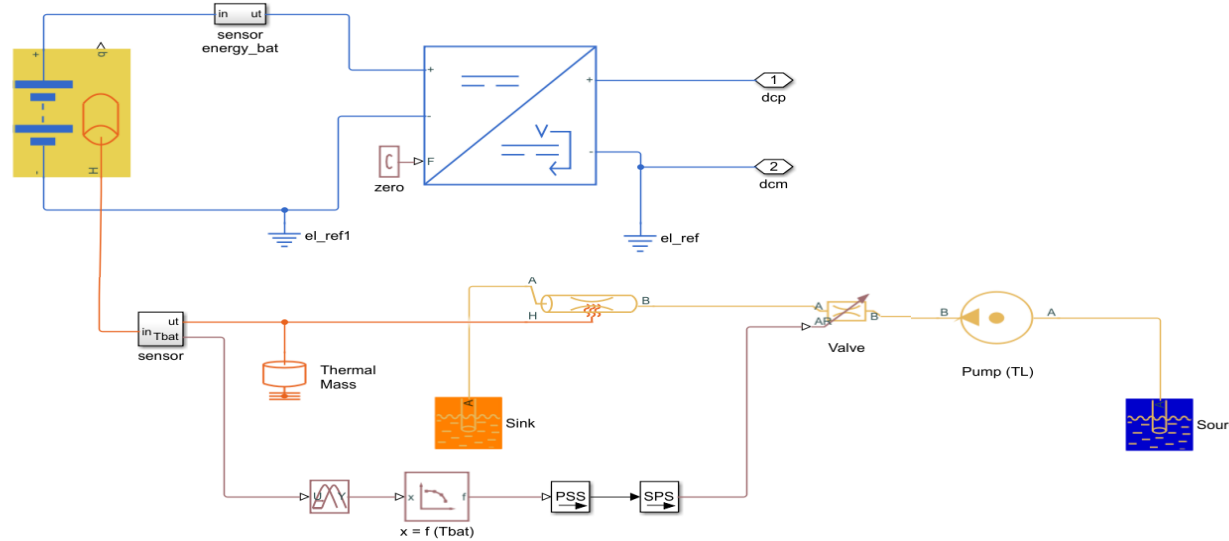 in ut
sensor
energy_bat
+
<b
+
+
1
dcp
-
-
V
C
F
zero
2
dcm
-
H
el_ref1
el_ref
A
B
H
A
B
AR
Valve
B
A
Pump (TL)
in
ut
Tbat
sensor
Thermal
Mass
A
Sink
A
Sour
U Y
x f
x = f (Tbat)
PSS
SPS